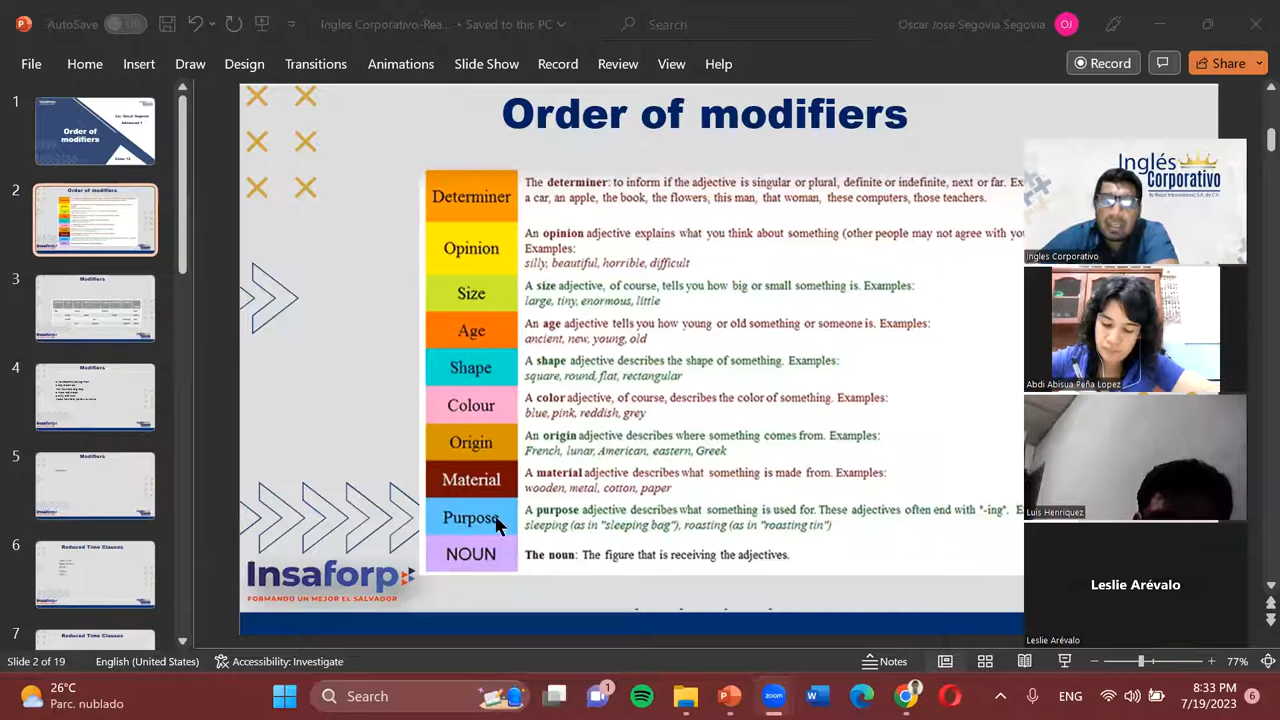 AutoSave Off
Ingles Corporativo-Rea... • Saved to this PC
Search
Oscar Jose Segovia Segovia
OJ
File Home Insert Draw Design Transitions Animations Slide Show Record Review View Help
Record
Share
1
Order of modifiers
2
3
Modifiers
4
Modifiers
5
Modifiers
6
Reduced Time Clauses
7
Reduced Time Clauses
Order of modifiers
Determiner
The determiner: to inform if the adjective is singular or plural, definite or indefinite, next or far. Ex
a car, an apple, the book, the flowers, this man, that woman, these computers, those teachers.
Opinion
An opinion adjective explains what you think about something (other people may not agree with you
Examples:
silly, beautiful, horrible, difficult
Size
A size adjective, of course, tells you how big or small something is. Examples:
large, tiny, enormous, little
Age
An age adjective tells you how young or old something or someone is. Examples:
ancient, new, young, old
Shape
A shape adjective describes the shape of something. Examples:
square, round, flat, rectangular
Colour
A color adjective, of course, describes the color of something. Examples:
blue, pink, reddish, grey
Origin
An origin adjective describes where something comes from. Examples:
French, lunar, American, eastern, Greek
Material
A material adjective describes what something is made from. Examples:
wooden, metal, cotton, paper
Purpose
A purpose adjective describes what something is used for. These adjectives often end with "-ing". E
sleeping (as in "sleeping bag"), roasting (as in "roasting tin")
NOUN
The noun: The figure that is receiving the adjectives.
Insaforp
FORMANDO UN MEJOR EL SALVADOR
Inglés
Corporativo
Ingles Corporativo
Abdi Abisua Peña Lopez
Luis Henriquez
Leslie Arévalo
Leslie Arévalo
Slide 2 of 19 English (United States) Accessibility: Investigate
Notes
77%
26°C
Parc. nublado
Search
1
zoom
ENG
8:33 PM
7/19/2023
6